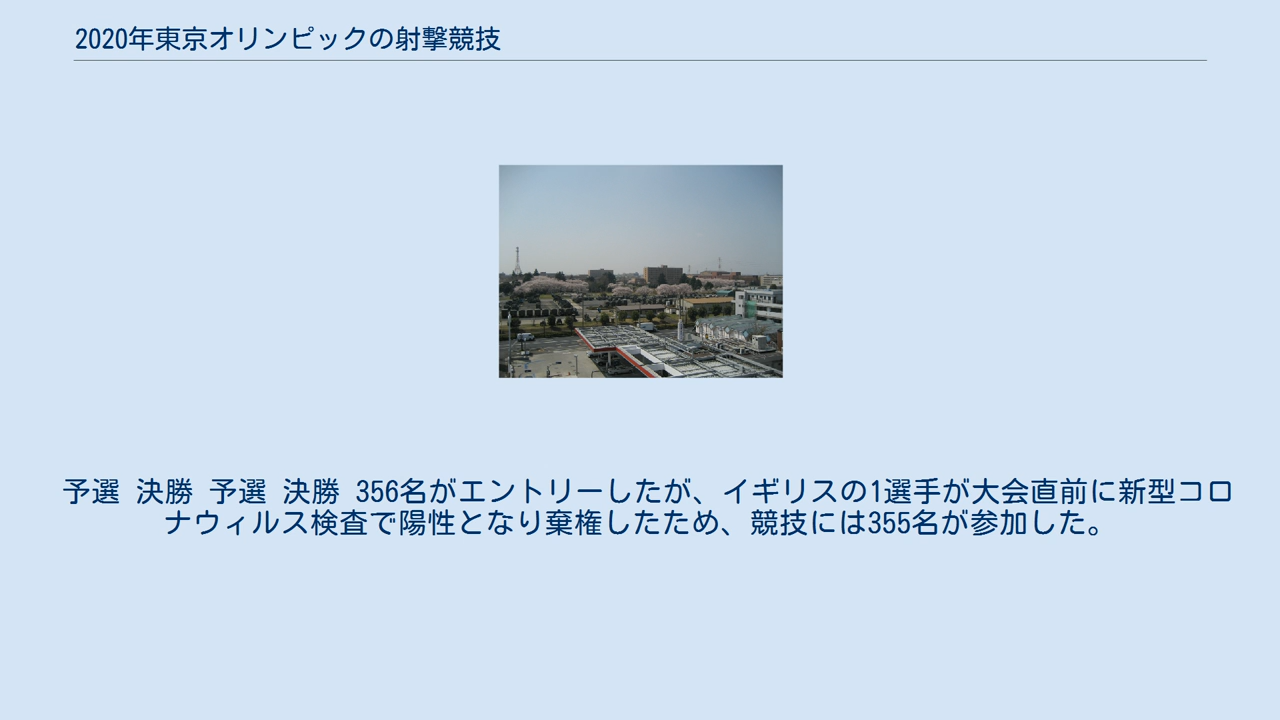 2020年東京オリンピックの射撃競技
予選 決勝 予選 決勝 356名がエントリーしたが、イギリスの1選手が大会直前に新型コロ
ナウィルス検査で陽性となり棄権したため、競技には355名が参加した。